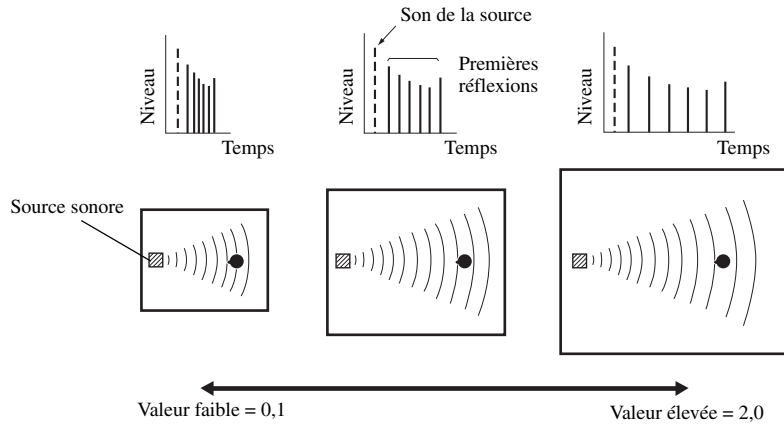 Son de la source
Niveau
Temps
Niveau
Premières
réflexions
Temps
Niveau
Temps
Source sonore
Valeur faible = 0,1
Valeur élevée = 2,0